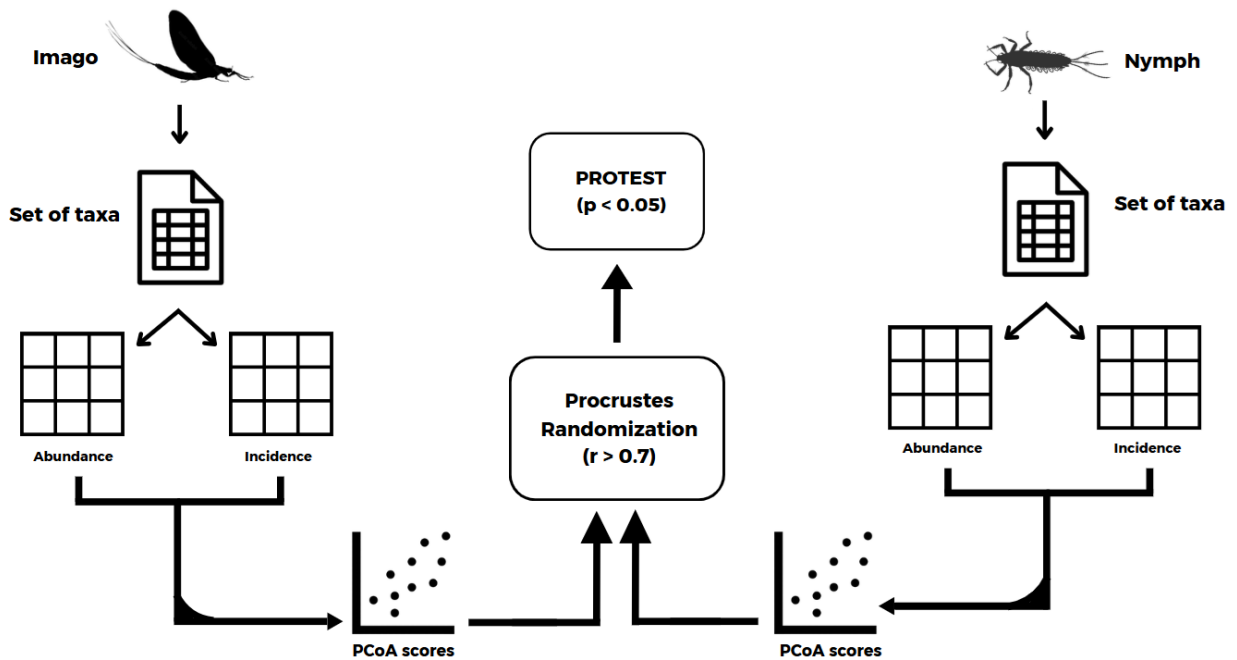 Imago
Nymph
PROTEST
(p < 0.05)
Set of taxa
Set of taxa
Procrustes
Randomization
(r > 0.7)
Abundance
Incidence
Abundance
Incidence
PCoA scores
PCoA scores